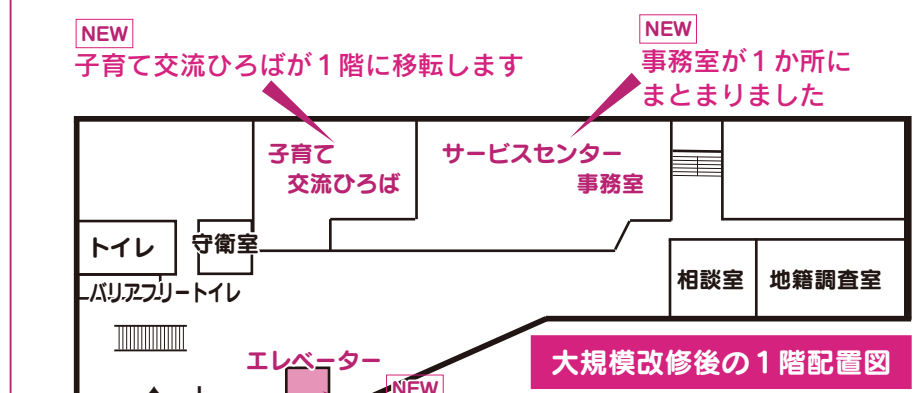 NEW
子育て交流ひろばが1階に移転します
NEW
事務室が1か所に
まとまりました
子育て
交流ひろば
サービスセンター
事務室
トイレ
守衛室
バリアフリートイレ
相談室
地籍調査室
エレベーター
NEW
大規模改修後の1階配置図